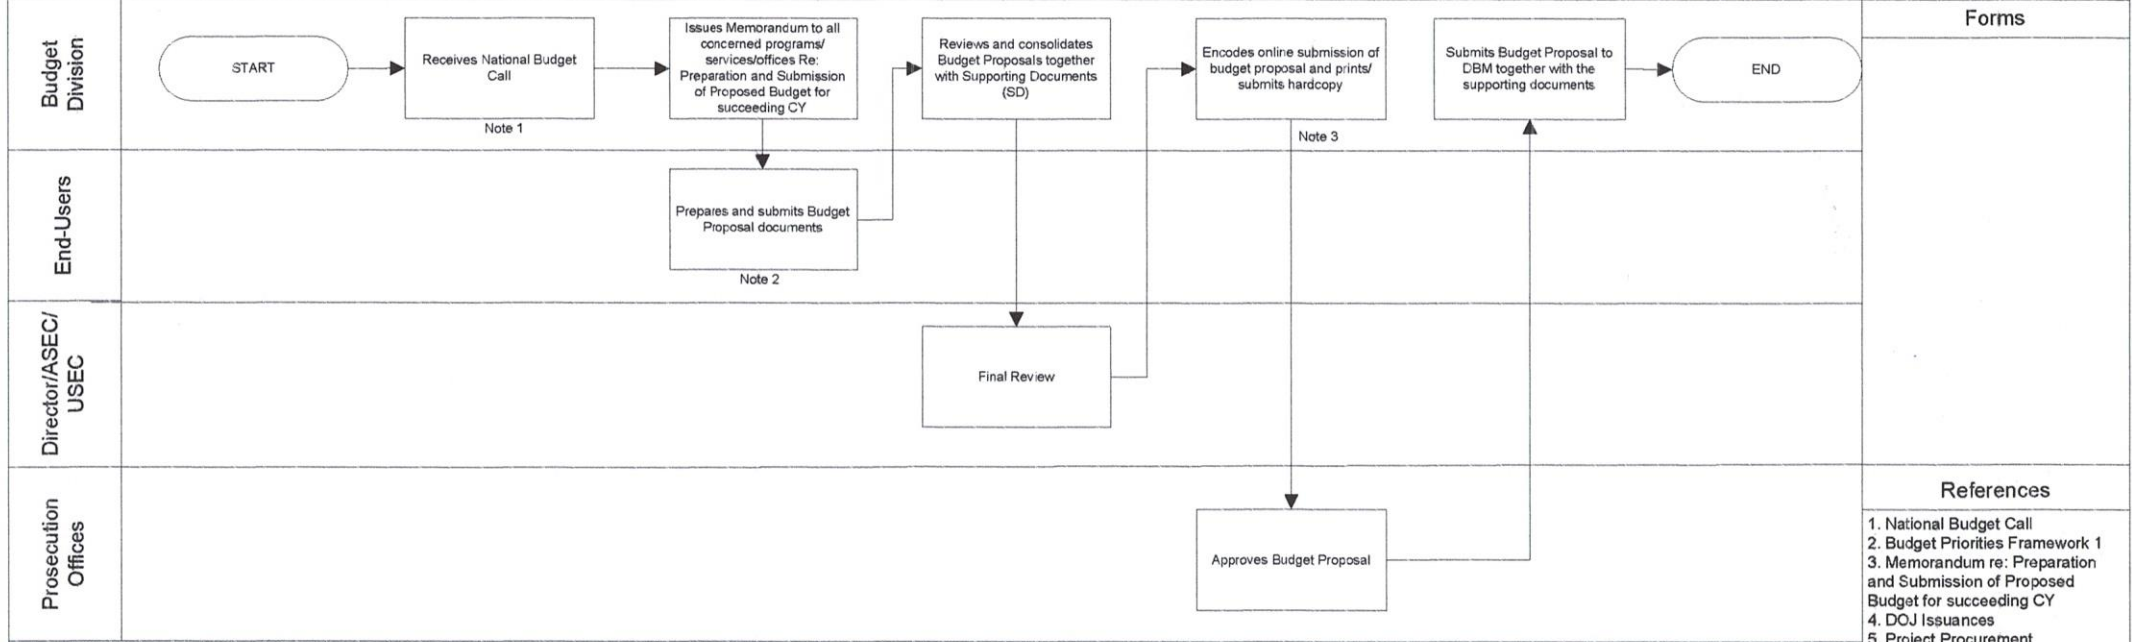 Budget
Division
START
Receives National Budget
Call
Note 1
Issues Memorandum to all
concerned programs/
services/offices Re:
Preparation and Submission
of Proposed Budget for
succeeding CY
Reviews and consolidates
Budget Proposals together
with Supporting Documents
(SD)
Encodes online submission of
budget proposal and prints/
submits hardcopy
Note 3
Submits Budget Proposal to
DBM together with the
supporting documents
END
Forms
End-Users
Prepares and submits Budget
Proposal documents
Note 2
Director/ASEC/
USEC
Final Review
Prosecution
Offices
Approves Budget Proposal
References
1. National Budget Call
2. Budget Priorities Framework 1
3. Memorandum re: Preparation
and Submission of Proposed
Budget for succeeding CY
4. DOJ Issuances
5. Project Procurement